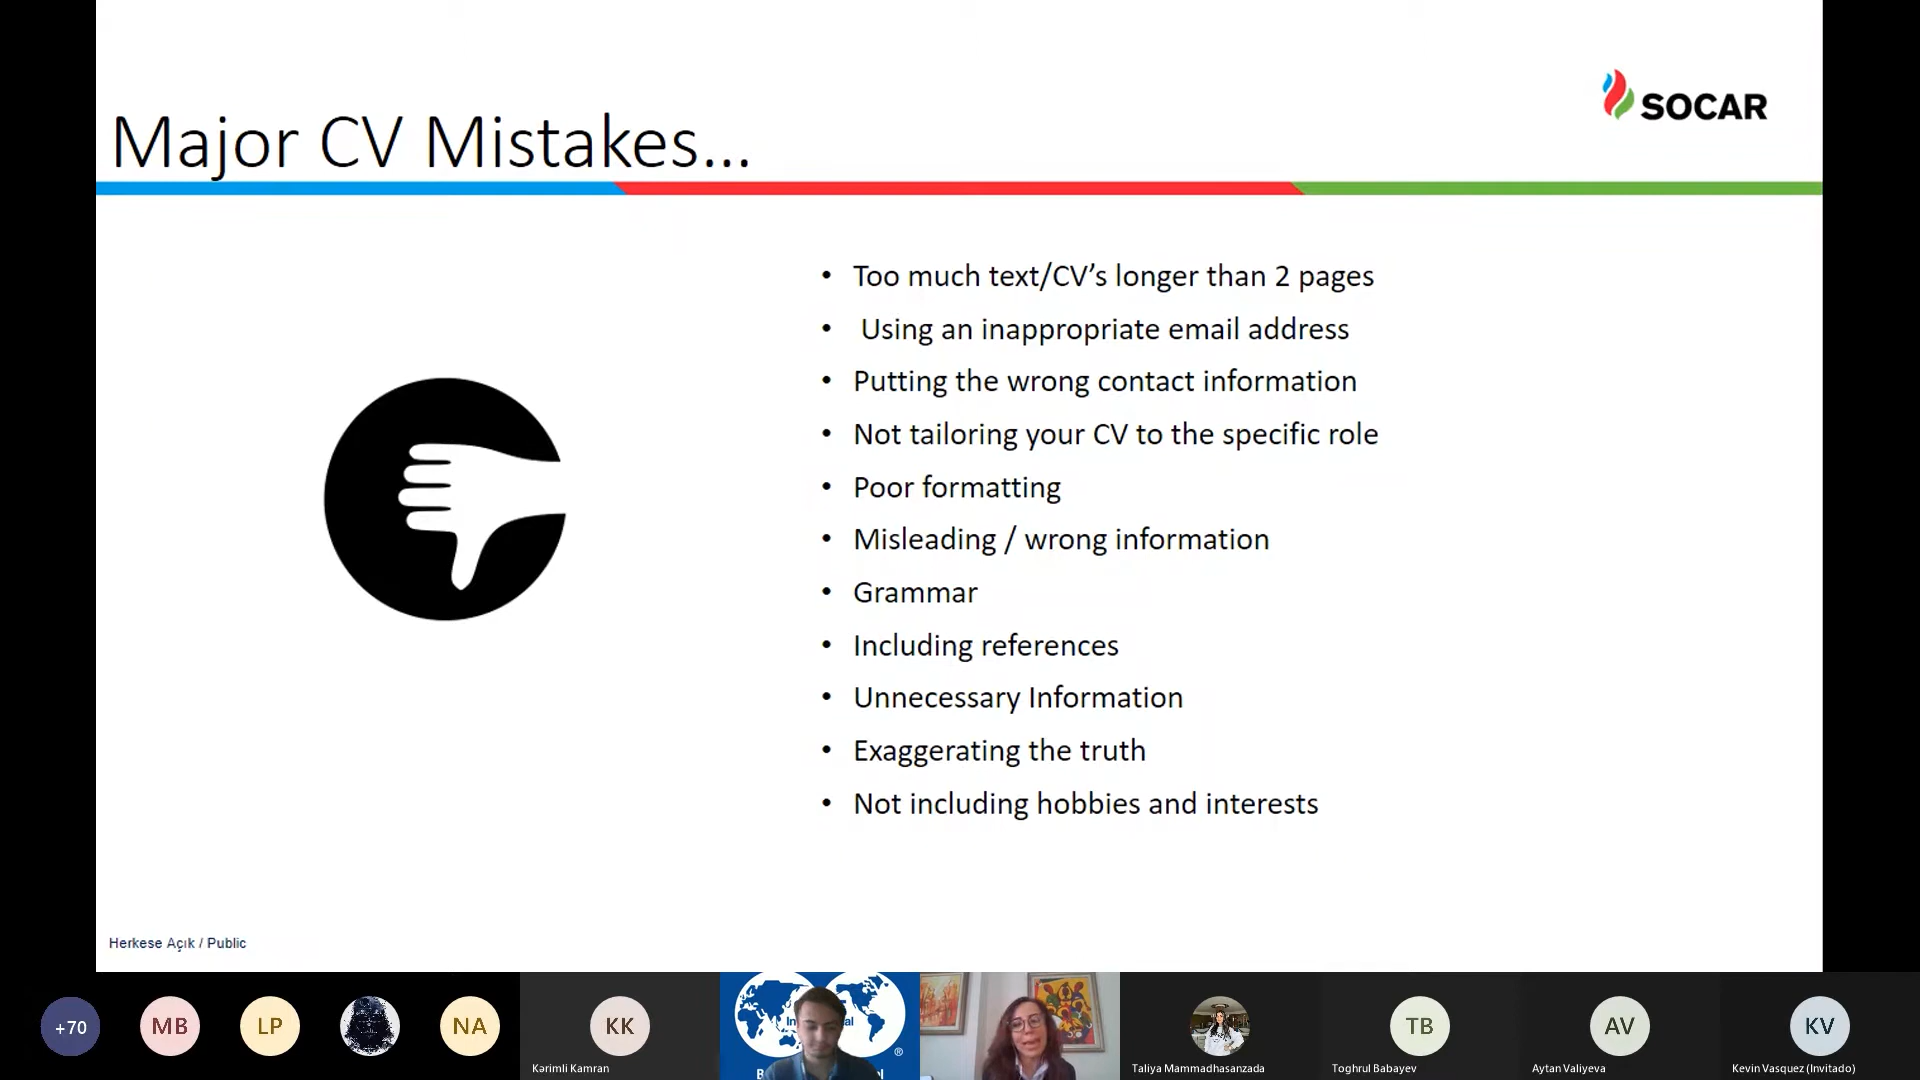 SOCAR
Major CV Mistakes...
• Too much text/CV’s longer than 2 pages
• Using an inappropriate email address
• Putting the wrong contact information
• Not tailoring your CV to the specific role
• Poor formatting
• Misleading / wrong information
• Grammar
• Including references
• Unnecessary Information
• Exaggerating the truth
• Not including hobbies and interests
Herkese Açık / Public
+70
MB
LP
NA
KK
Kərimli Kamran
®
Taliya Mammadhasanzada
TB
Toghrul Babayev
AV
Aytan Valiyeva
KV
Kevin Vasquez (Invitado)